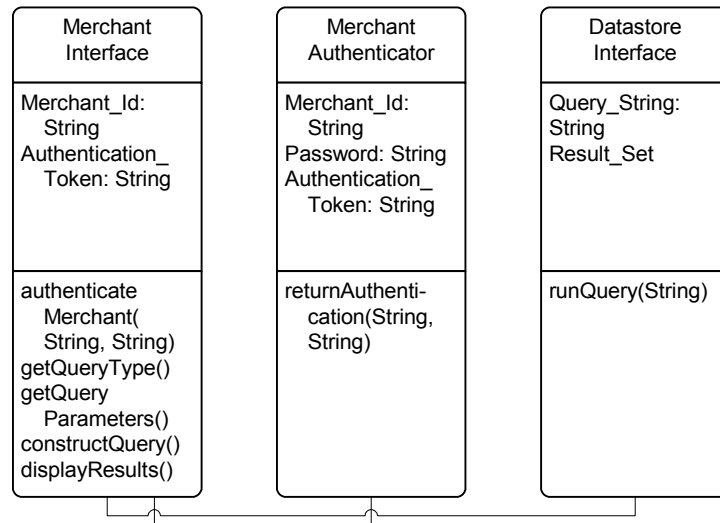 Merchant
Interface
Merchant_Id:
String
Authentication_
Token: String
authenticate
Merchant(
String, String)
getQueryType()
getQuery
Parameters()
constructQuery()
displayResults()
Merchant
Authenticator
Merchant_Id:
String
Password: String
Authentication_
Token: String
returnAuthenti-
cation(String,
String)
Datastore
Interface
Query_String:
String
Result_Set
runQuery(String)